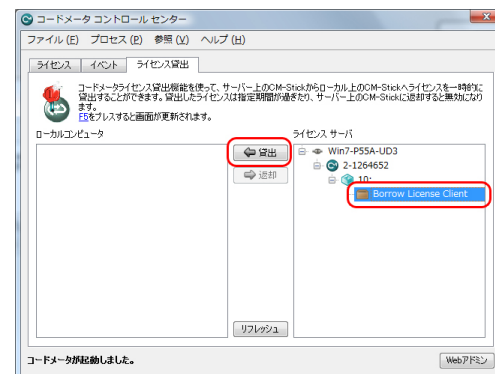 コードメータ コントロール センター
ファイル(F) プロセス(P) 参照(V) ヘルプ(H)
ライセンス イベント ライセンス貸出
コードメータライセンス貸出機能を使って、サーバー上のCM-Stickからローカル上のCM-Stickへライセンスを一時的に
貸出することができます。貸出したライセンスは指定期間が過ぎたり、サーバー上のCM-Stickに返却すると無効になり
ます。
F5をプレスすると画面が更新されます。
ローカルコンピュータ
ライセンス サーバ
貸出
返却
Win7-P55A-UD3
2-1264652
10:
Borrow License Client
リフレッシュ
コードメータが起動しました。
Webアドミン